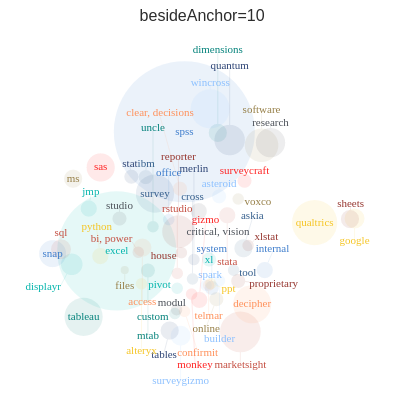 besideAnchor=10
dimensions
quantum
wincross
clear, decisions
software
uncle
spss
research
reporter
statibm
sas
merlin
office
surveycraft
ms
asteroid
jmp
survey
cross
voxco
sheets
studio
rstudio
gizmo
askia
qualtrics
python
sql
bi, power
critical, vision
xlstat
google
snap
excel
house
system
internal
xl
stata
tool
displayr
files
pivot
spark
ppt
proprietary
access
modul
decipher
tableau
custom
telmar
mtab
online
builder
alteryx
tables
confirmit
monkey
marketsight
surveygizmo